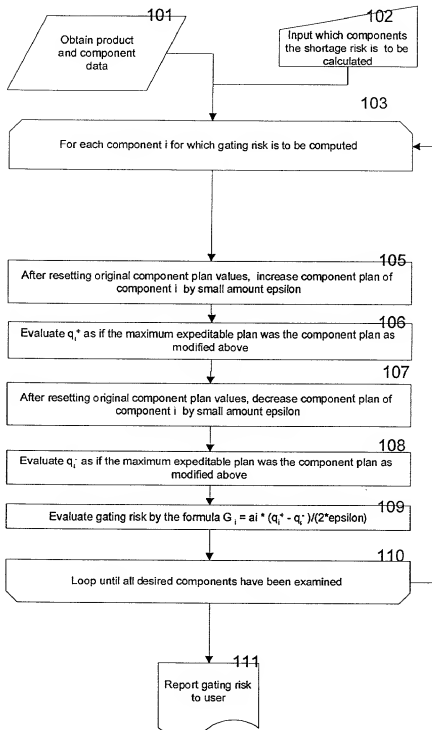 101
Obtain product
and component
data
102
Input which components
the shortage risk is to be
calculated
103
For each component i for which gating risk is to be computed
105
After resetting original component plan values, increase component plan of
component i by small amount epsilon
106
Evaluate qᵢ⁺ as if the maximum expeditable plan was the component plan as
modified above
107
After resetting original component plan values, decrease component plan of
component i by small amount epsilon
108
Evaluate qᵢ⁻ as if the maximum expeditable plan was the component plan as
modified above
109
Evaluate gating risk by the formula G ᵢ = ai * (qᵢ⁺ - qᵢ⁻)/(2*epsilon)
110
Loop until all desired components have been examined
111
Report gating risk
to user